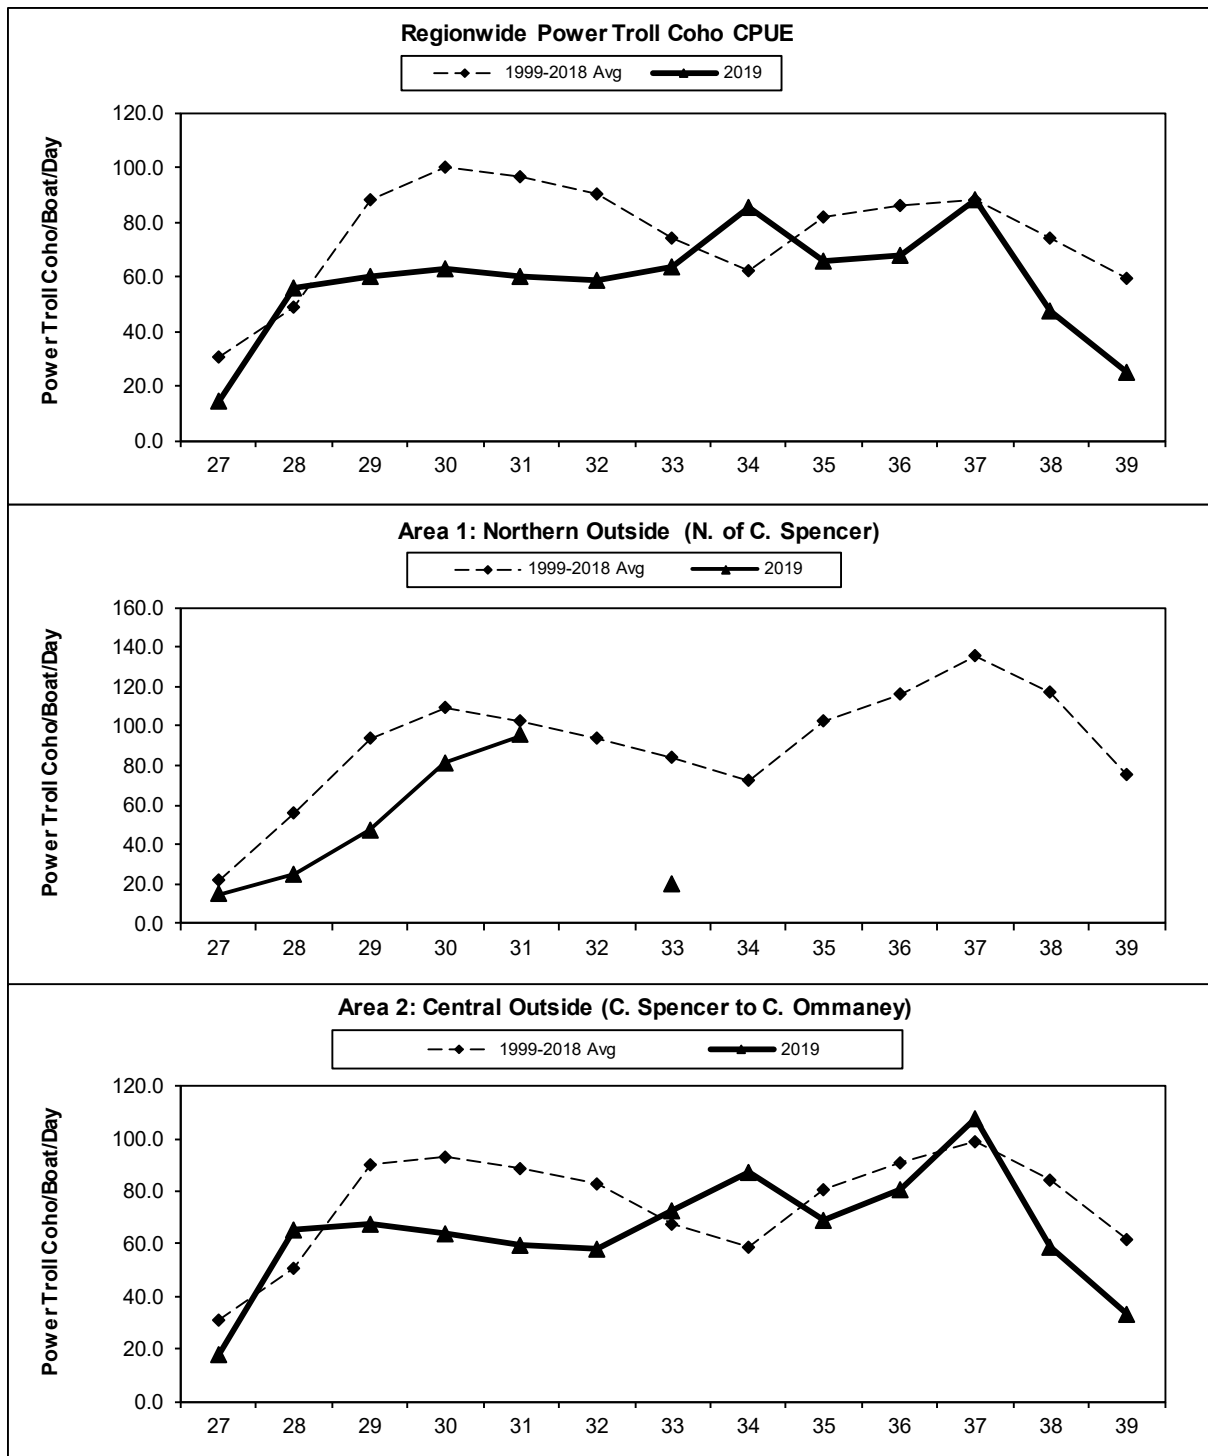 Regionwide Power Troll Coho CPUE
1999-2018 Avg 2019
Power Troll Coho/Boat/Day
120.0
100.0
80.0
60.0
40.0
20.0
0.0
27 28 29 30 31 32 33 34 35 36 37 38 39
Area 1: Northern Outside (N. of C. Spencer)
1999-2018 Avg 2019
Power Troll Coho/Boat/Day
160.0
140.0
120.0
100.0
80.0
60.0
40.0
20.0
0.0
27 28 29 30 31 32 33 34 35 36 37 38 39
Area 2: Central Outside (C. Spencer to C. Ommaney)
1999-2018 Avg 2019
Power Troll Coho/Boat/Day
120.0
100.0
80.0
60.0
40.0
20.0
0.0
27 28 29 30 31 32 33 34 35 36 37 38 39